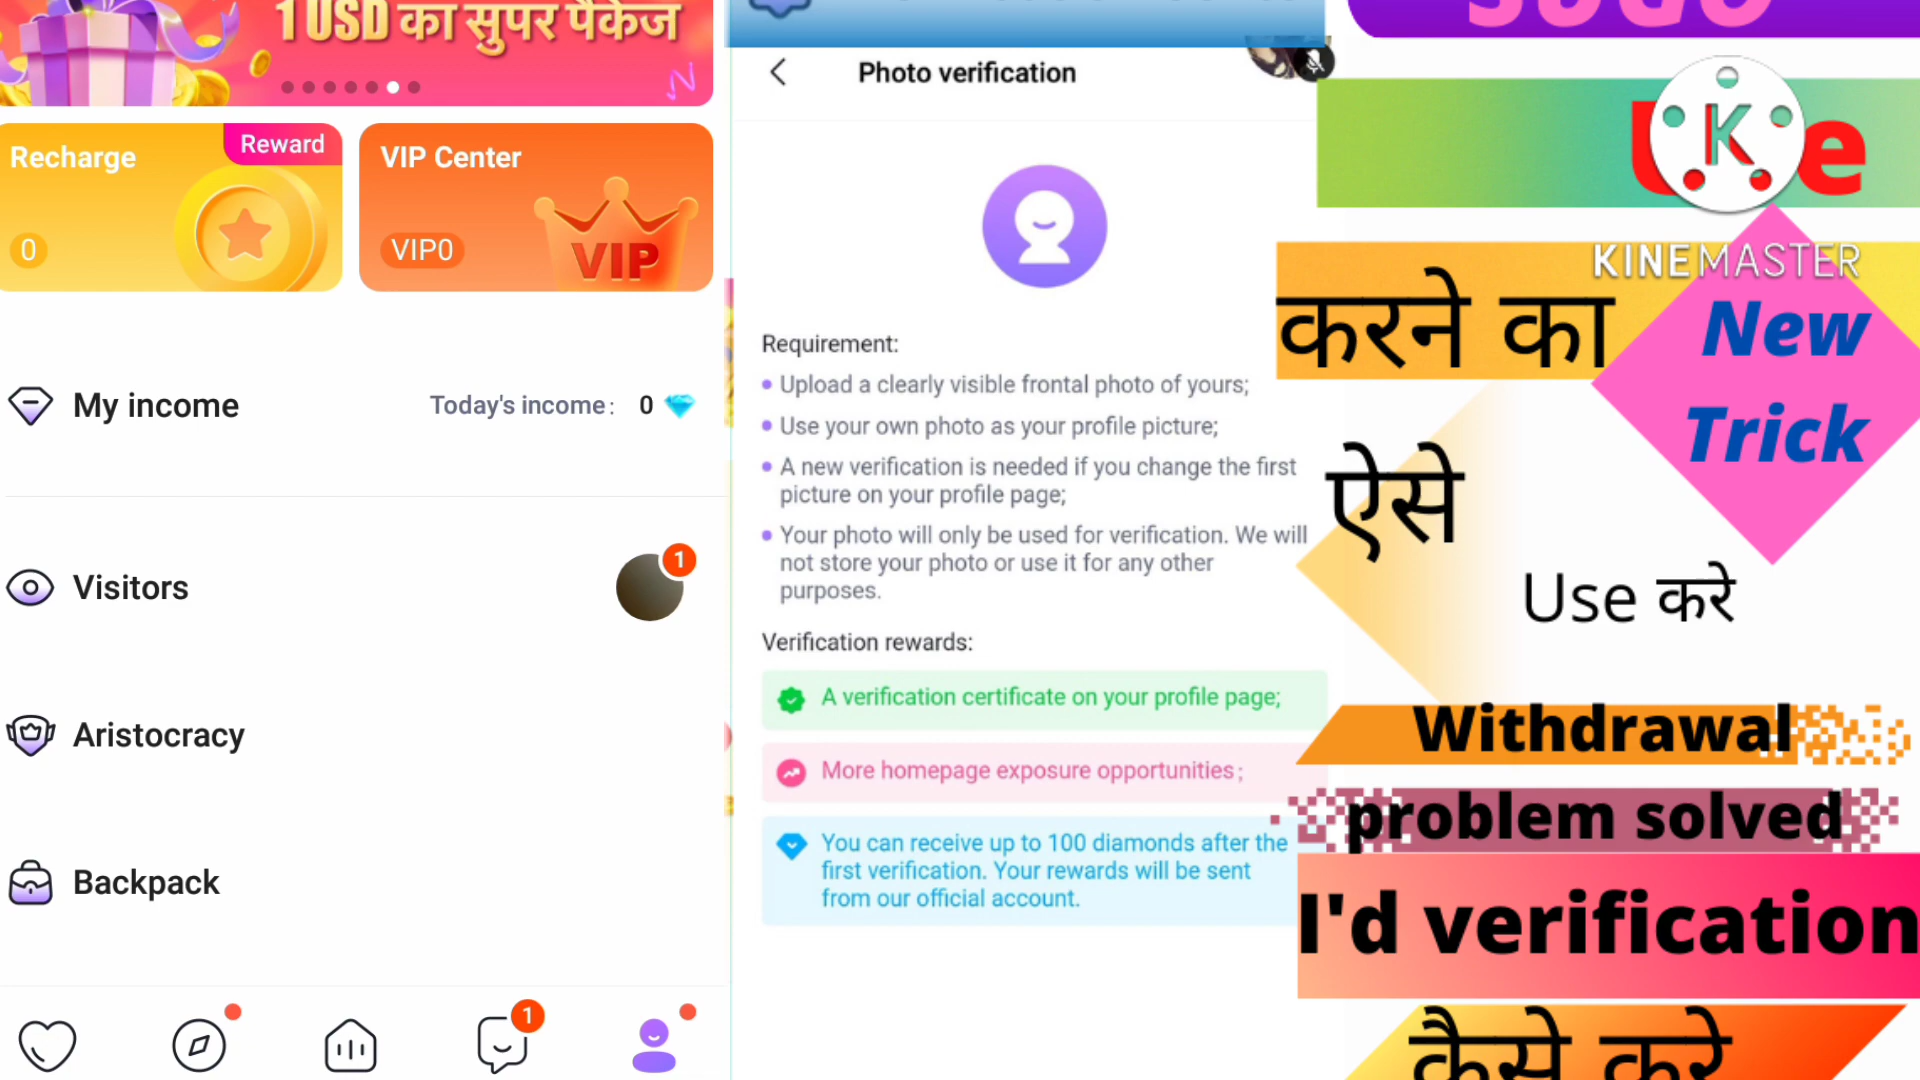 1 USD का सुपर पैकेज
Recharge
Reward
0
VIP Center
VIP0
VIP
My income
Today's income: 0
Visitors
1
Aristocracy
Backpack
1
Photo verification
Requirement:
Upload a clearly visible frontal photo of yours;
Use your own photo as your profile picture;
A new verification is needed if you change the first
picture on your profile page;
Your photo will only be used for verification. We will
not store your photo or use it for any other
purposes.
Verification rewards:
A verification certificate on your profile page;
More homepage exposure opportunities;
You can receive up to 100 diamonds after the
first verification. Your rewards will be sent
from our official account.
K
KINEMASTER
करने का
New
Trick
ऐसे
Use करे
Withdrawal
problem solved
I'd verification
कैसे करे